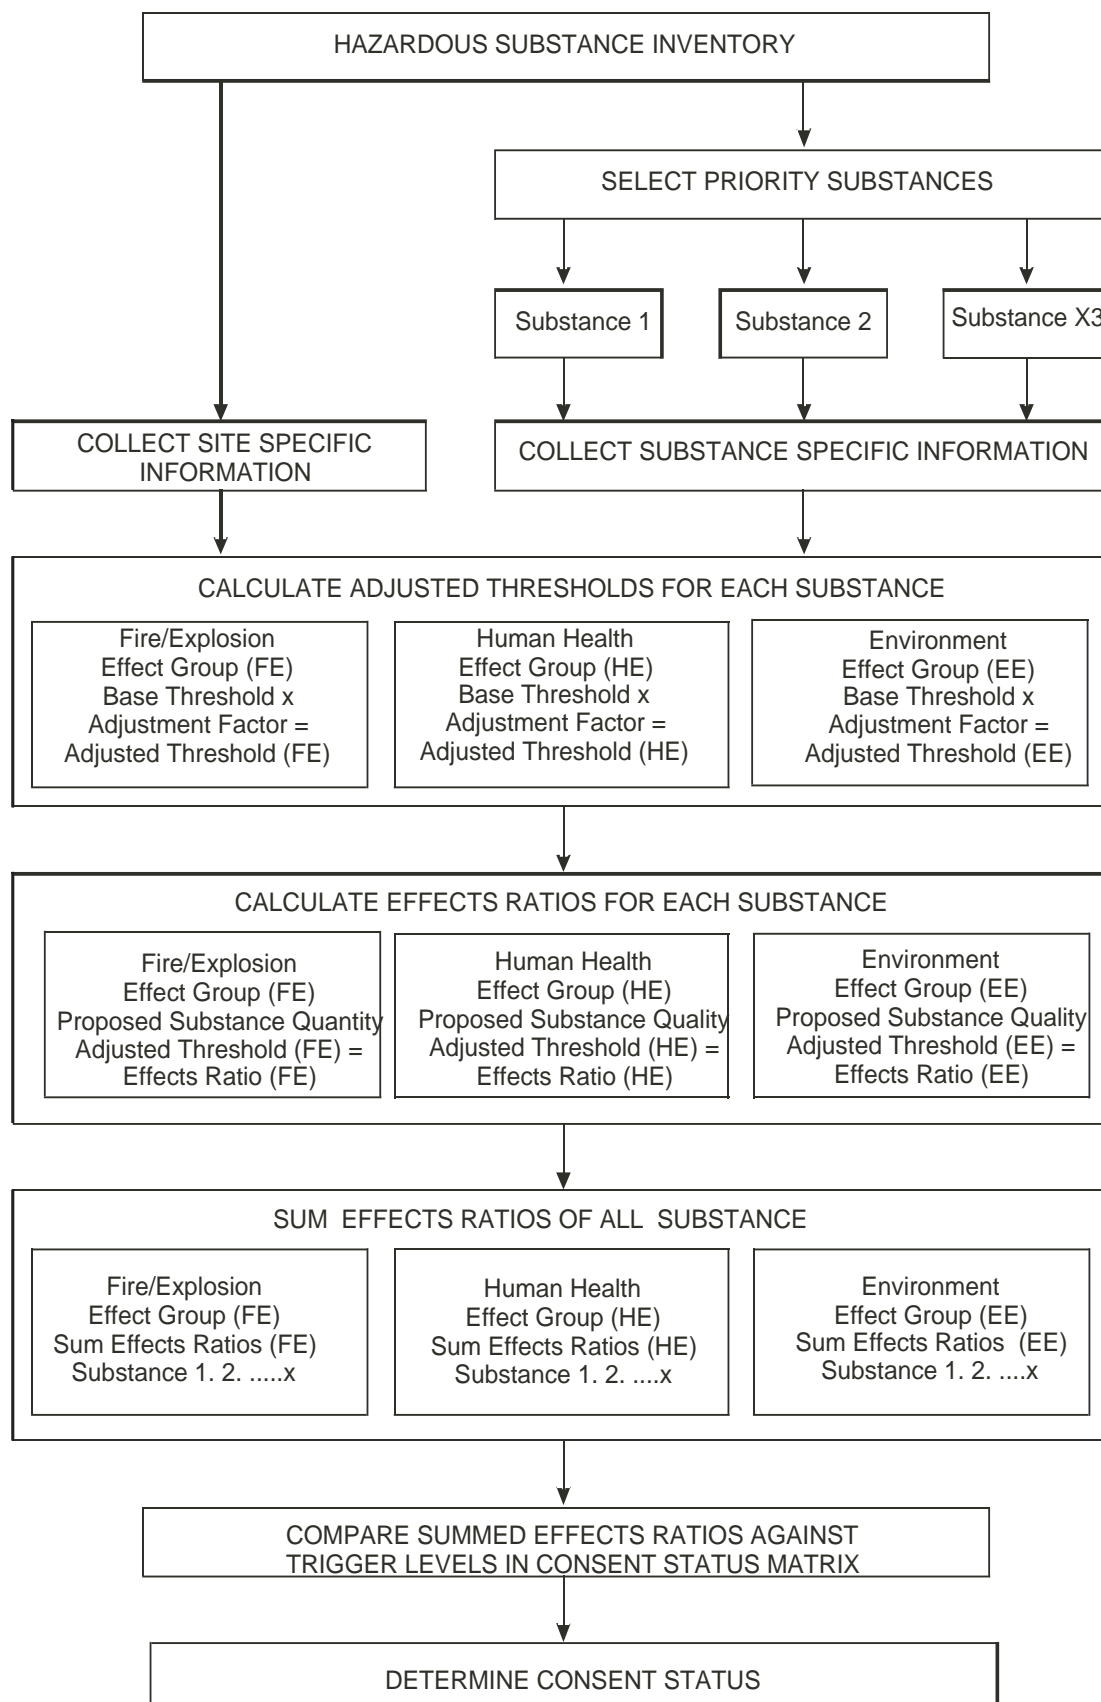 HAZARDOUS SUBSTANCE INVENTORY
SELECT PRIORITY SUBSTANCES
Substance 1
Substance 2
Substance X3
COLLECT SITE SPECIFIC
INFORMATION
COLLECT SUBSTANCE SPECIFIC INFORMATION
CALCULATE ADJUSTED THRESHOLDS FOR EACH SUBSTANCE
Fire/Explosion
Effect Group (FE)
Base Threshold x
Adjustment Factor =
Adjusted Threshold (FE)
Human Health
Effect Group (HE)
Base Threshold x
Adjustment Factor =
Adjusted Threshold (HE)
Environment
Effect Group (EE)
Base Threshold x
Adjustment Factor =
Adjusted Threshold (EE)
CALCULATE EFFECTS RATIOS FOR EACH SUBSTANCE
Fire/Explosion
Effect Group (FE)
Proposed Substance Quantity
Adjusted Threshold (FE) =
Effects Ratio (FE)
Human Health
Effect Group (HE)
Proposed Substance Quality
Adjusted Threshold (HE) =
Effects Ratio (HE)
Environment
Effect Group (EE)
Proposed Substance Quality
Adjusted Threshold (EE) =
Effects Ratio (EE)
SUM EFFECTS RATIOS OF ALL SUBSTANCE
Fire/Explosion
Effect Group (FE)
Sum Effects Ratios (FE)
Substance 1. 2. .....x
Human Health
Effect Group (HE)
Sum Effects Ratios (HE)
Substance 1. 2. ....x
Environment
Effect Group (EE)
Sum Effects Ratios (EE)
Substance 1. 2. ....x
COMPARE SUMMED EFFECTS RATIOS AGAINST
TRIGGER LEVELS IN CONSENT STATUS MATRIX
DETERMINE CONSENT STATUS